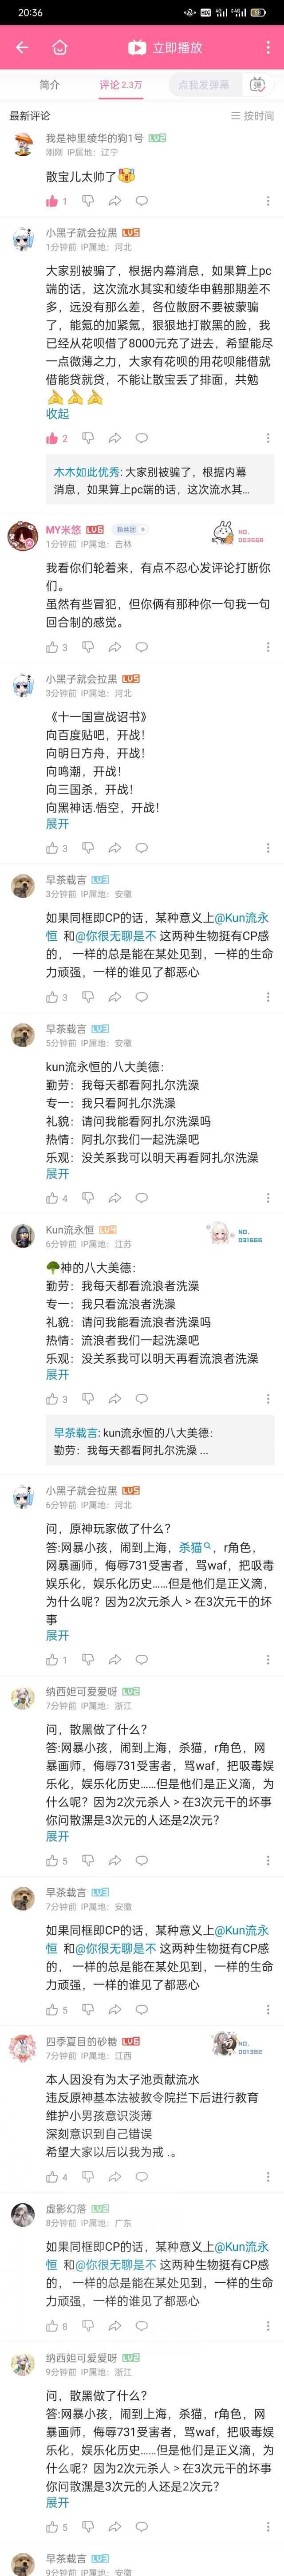 20:36
立即播放
简介
评论 2.3万
点我发弹幕
弹
最新评论
按时间
我是神里绫华的狗1号 LV2
刚刚 IP属地：辽宁
散宝儿太帅了
1
小黑子就会拉黑 LV5
1分钟前 IP属地：河北
大家别被骗了，根据内幕消息，如果算上pc
端的话，这次流水其实和绫华申鹤那期差不
多，远没有那么差，各位散厨不要被蒙骗
了，能氪的加紧氪，狠狠地打散黑的脸，我
已经从花呗借了8000元充了进去，希望能尽
一点微薄之力，大家有花呗的用花呗能借就
借能贷就贷，不能让散宝丢了排面，共勉
收起
2
木木如此优秀: 大家别被骗了，根据内幕
消息，如果算上pc端的话，这次流水其...
MY米悠 LV6 粉丝团 9
NO.
003568
1分钟前 IP属地：吉林
我看你们轮着来，有点不忍心发评论打断你
们。
虽然有些冒犯，但你俩有那种你一句我一句
回合制的感觉。
3
小黑子就会拉黑 LV5
3分钟前 IP属地：河北
《十一国宣战诏书》
向百度贴吧，开战！
向明日方舟，开战！
向鸣潮，开战！
向三国杀，开战！
向黑神话.悟空，开战！
展开
3
早茶载言 LV3
3分钟前 IP属地：安徽
如果同框即CP的话，某种意义上@Kun流永
恒 和@你很无聊是不 这两种生物挺有CP感
的，一样的总是能在某处见到，一样的生命
力顽强，一样的谁见了都恶心
3
早茶载言 LV3
5分钟前 IP属地：安徽
kun流永恒的八大美德：
勤劳：我每天都看阿扎尔洗澡
专一：我只看阿扎尔洗澡
礼貌：请问我能看阿扎尔洗澡吗
热情：阿扎尔我们一起洗澡吧
乐观：没关系我可以明天再看阿扎尔洗澡
展开
4
Kun流永恒 LV4
NO.
031666
6分钟前 IP属地：江苏
神的八大美德：
勤劳：我每天都看流浪者洗澡
专一：我只看流浪者洗澡
礼貌：请问我能看流浪者洗澡吗
热情：流浪者我们一起洗澡吧
乐观：没关系我可以明天再看流浪者洗澡
展开
3
早茶载言: kun流永恒的八大美德：
勤劳：我每天都看阿扎尔洗澡 ...
小黑子就会拉黑 LV5
6分钟前 IP属地：河北
问，原神玩家做了什么？
答:网暴小孩，闹到上海，杀猫，r角色，
网暴画师，侮辱731受害者，骂waf，把吸毒
娱乐化，娱乐化历史……但是他们是正义滴，
为什么呢？因为2次元杀人＞在3次元干的坏
事
展开
1
纳西妲可爱爱呀 LV2
7分钟前 IP属地：浙江
问，散黑做了什么？
答:网暴小孩，闹到上海，杀猫，r角色，网
暴画师，侮辱731受害者，骂waf，把吸毒娱
乐化，娱乐化历史……但是他们是正义滴，为
什么呢？因为2次元杀人＞在3次元干的坏事
你问散漂是3次元的人还是2次元？
展开
5
早茶载言 LV3
7分钟前 IP属地：安徽
如果同框即CP的话，某种意义上@Kun流永
恒 和@你很无聊是不 这两种生物挺有CP感
的，一样的总是能在某处见到，一样的生命
力顽强，一样的谁见了都恶心
5
四季夏目的砂糖 LV6
NO.
001382
7分钟前 IP属地：江西
本人因没有为太子池贡献流水
违反原神基本法被教令院拦下后进行教育
维护小男孩意识淡薄
深刻意识到自己错误
希望大家以后以我为戒 .。
4
虚影幻落 LV2
8分钟前 IP属地：广东
如果同框即CP的话，某种意义上@Kun流永
恒 和@你很无聊是不 这两种生物挺有CP感
的，一样的总是能在某处见到，一样的生命
力顽强，一样的谁见了都恶心
8
纳西妲可爱爱呀 LV2
9分钟前 IP属地：浙江
问，散黑做了什么？
答:网暴小孩，闹到上海，杀猫，r角色，网
暴画师，侮辱731受害者，骂waf，把吸毒娱
乐化，娱乐化历史……但是他们是正义滴，为
什么呢？因为2次元杀人＞在3次元干的坏事
你问散漂是3次元的人还是2次元？
展开
5
早茶载言 LV3
9分钟前 IP属地：安徽